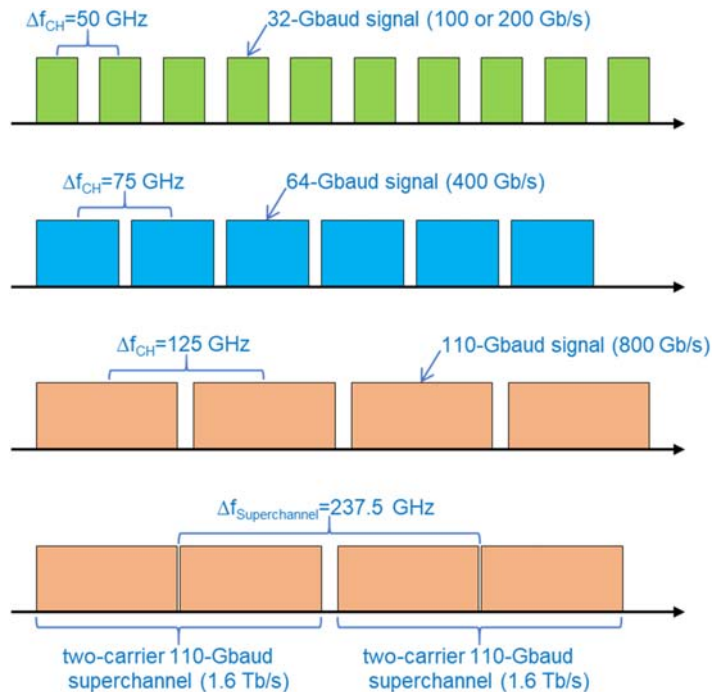 Δf_CH=50 GHz
32-Gbaud signal (100 or 200 Gb/s)
Δf_CH=75 GHz
64-Gbaud signal (400 Gb/s)
Δf_CH=125 GHz
110-Gbaud signal (800 Gb/s)
Δf_Superchannel=237.5 GHz
two-carrier 110-Gbaud
superchannel (1.6 Tb/s)
two-carrier 110-Gbaud
superchannel (1.6 Tb/s)